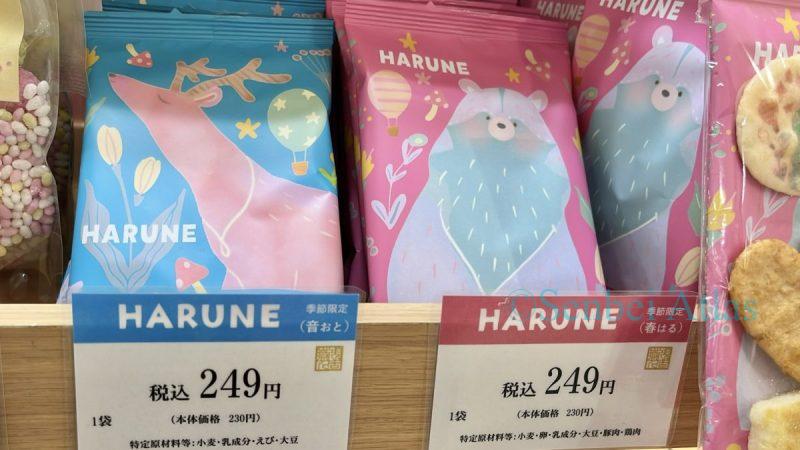 HARUNE
HARUNE
HARUNE
HARUNE
HARUNE
©Senbei Atlas
HARUNE
季節限定
(音おと)
税込 249円
1袋
(本体価格 230円)
特定原材料等:小麦・乳成分・えび・大豆
HARUNE
季節限定
(春はる)
税込 249円
1袋
(本体価格 230円)
特定原材料等:小麦・卵・乳成分・大豆・豚肉・鶏肉